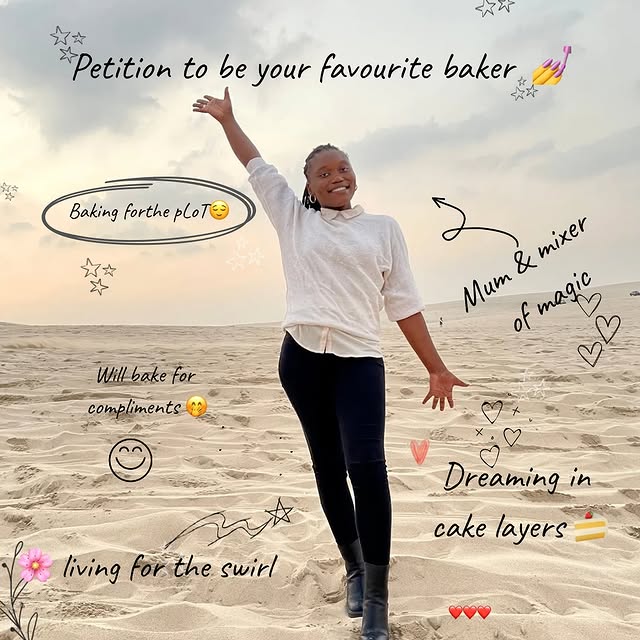 Petition to be your favourite baker 💅
Baking forthe pLoT😌
Mum & mixer
of magic
Will bake for
compliments 🤭
Dreaming in
cake layers 🍰
living for the swirl